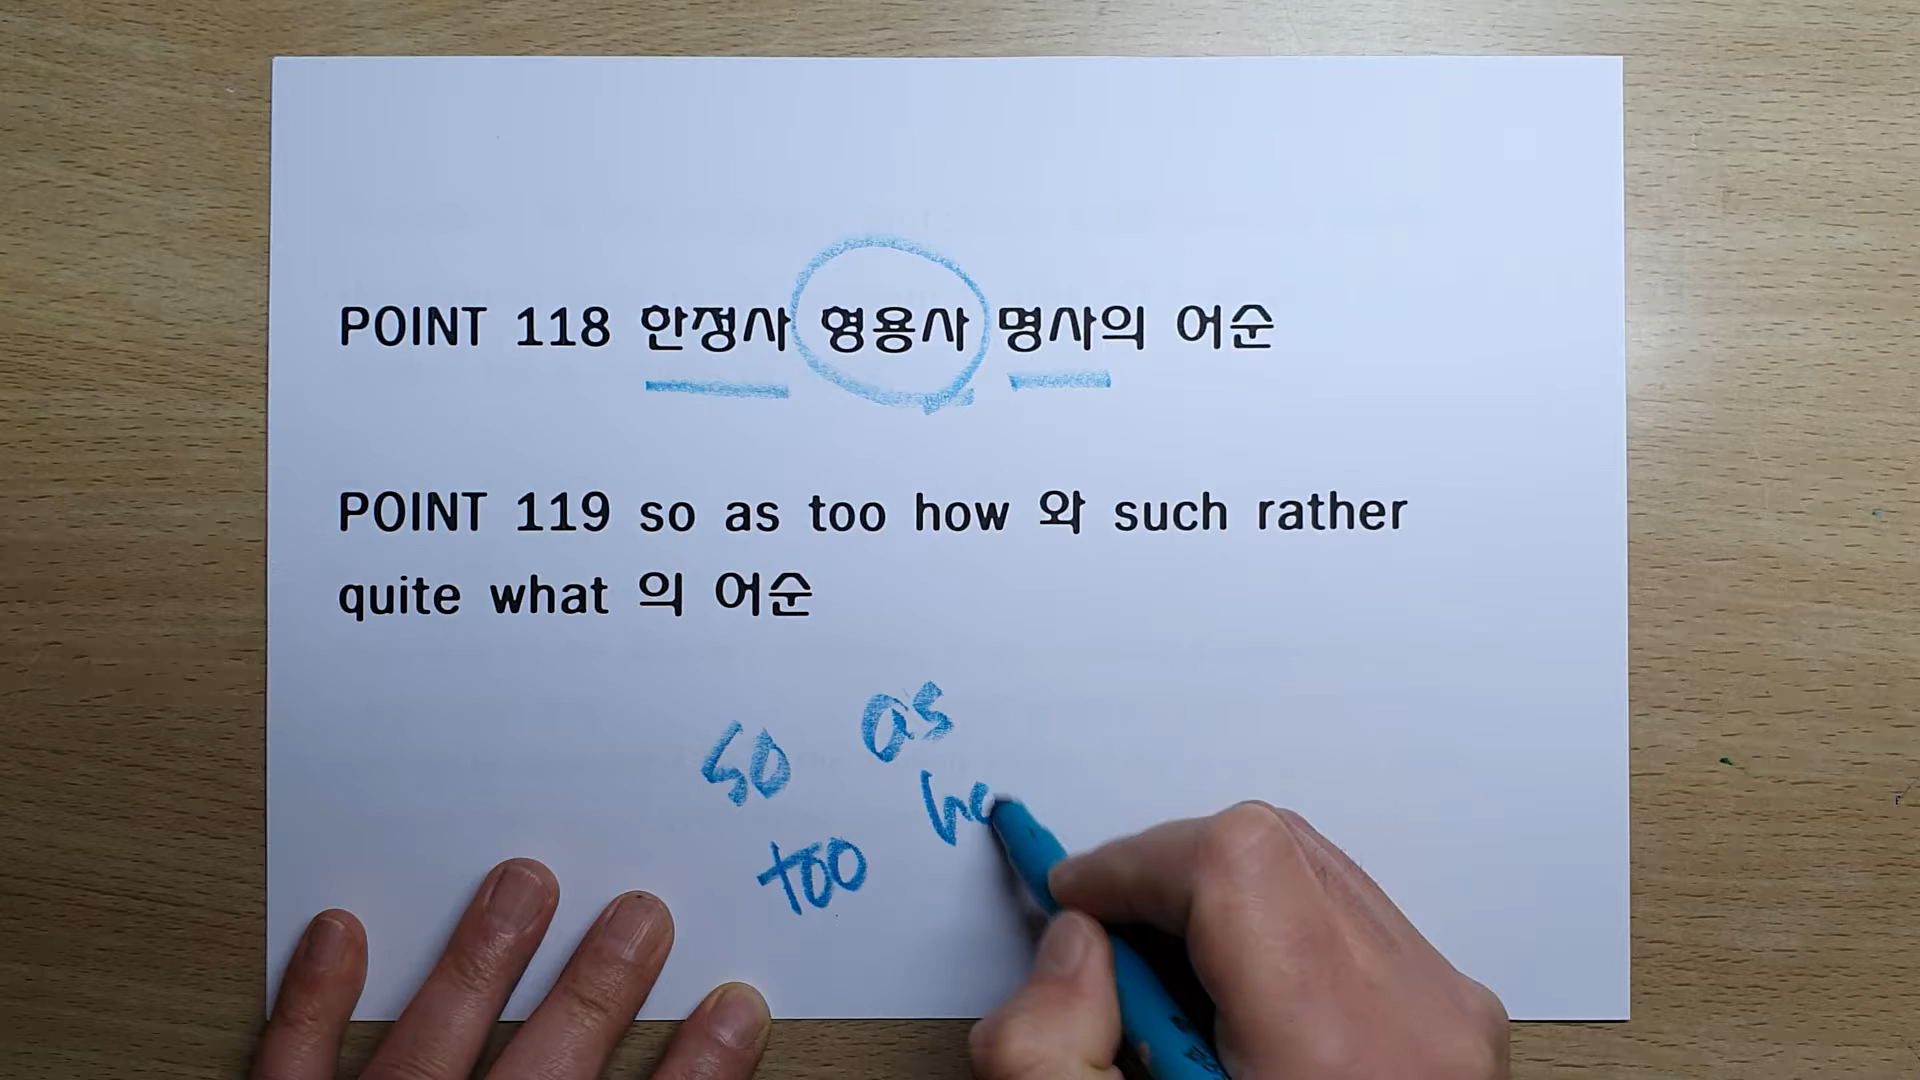 POINT 118 한정사 형용사 명사의 어순
POINT 119 so as too how 와 such rather
quite what 의 어순
so as
too